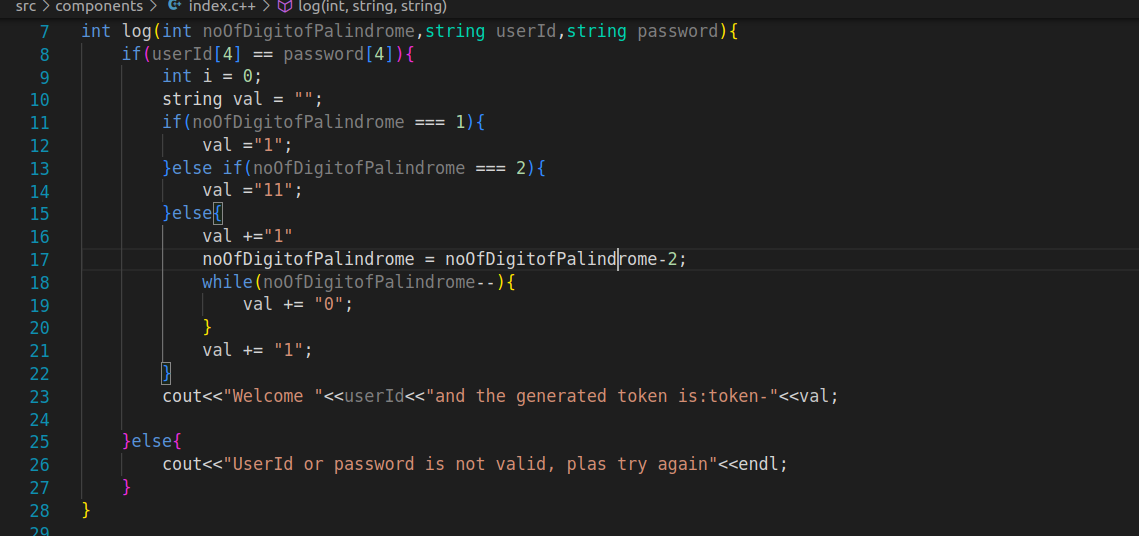 src > components > index.c++ > log(int, string, string)
7 int log(int noOfDigitofPalindrome,string userId,string password){
8 if(userId[4] == password[4]){
9 int i = 0;
10 string val = "";
11 if(noOfDigitofPalindrome === 1){
12 val ="1";
13 }else if(noOfDigitofPalindrome === 2){
14 val ="11";
15 }else{
16 val +="1"
17 noOfDigitofPalindrome = noOfDigitofPalindrome-2;
18 while(noOfDigitofPalindrome--){
19 val += "0";
20 }
21 val += "1";
22 }
23 cout<<"Welcome "<<userId<<"and the generated token is:token-"<<val;
24
25 }else{
26 cout<<"UserId or password is not valid, plas try again"<<endl;
27 }
28 }
29